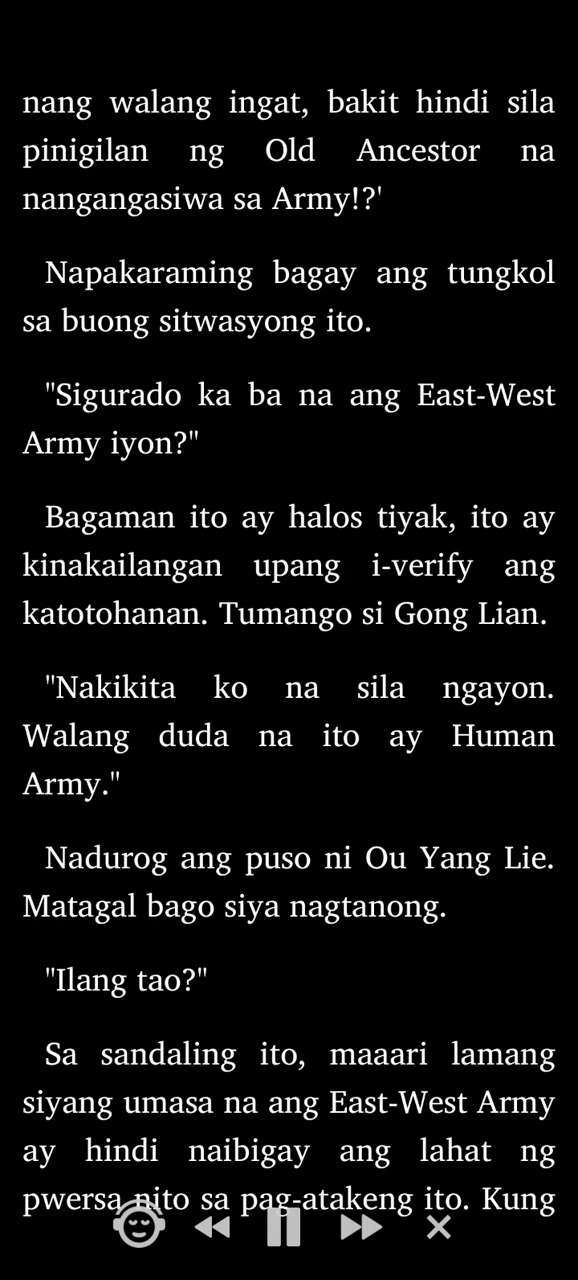 nang walang ingat, bakit hindi sila
pinigilan ng Old Ancestor na
nangangasiwa sa Army!?'
Napakaraming bagay ang tungkol
sa buong sitwasyong ito.
"Sigurado ka ba na ang East-West
Army iyon?"
Bagaman ito ay halos tiyak, ito ay
kinakailangan upang i-verify ang
katotohanan. Tumango si Gong Lian.
"Nakikita ko na sila ngayon.
Walang duda na ito ay Human
Army."
Nadurog ang puso ni Ou Yang Lie.
Matagal bago siya nagtanong.
"Ilang tao?"
Sa sandaling ito, maaari lamang
siyang umasa na ang East-West Army
ay hindi naibigay ang lahat ng
pwersa nito sa pag-atakeng ito. Kung